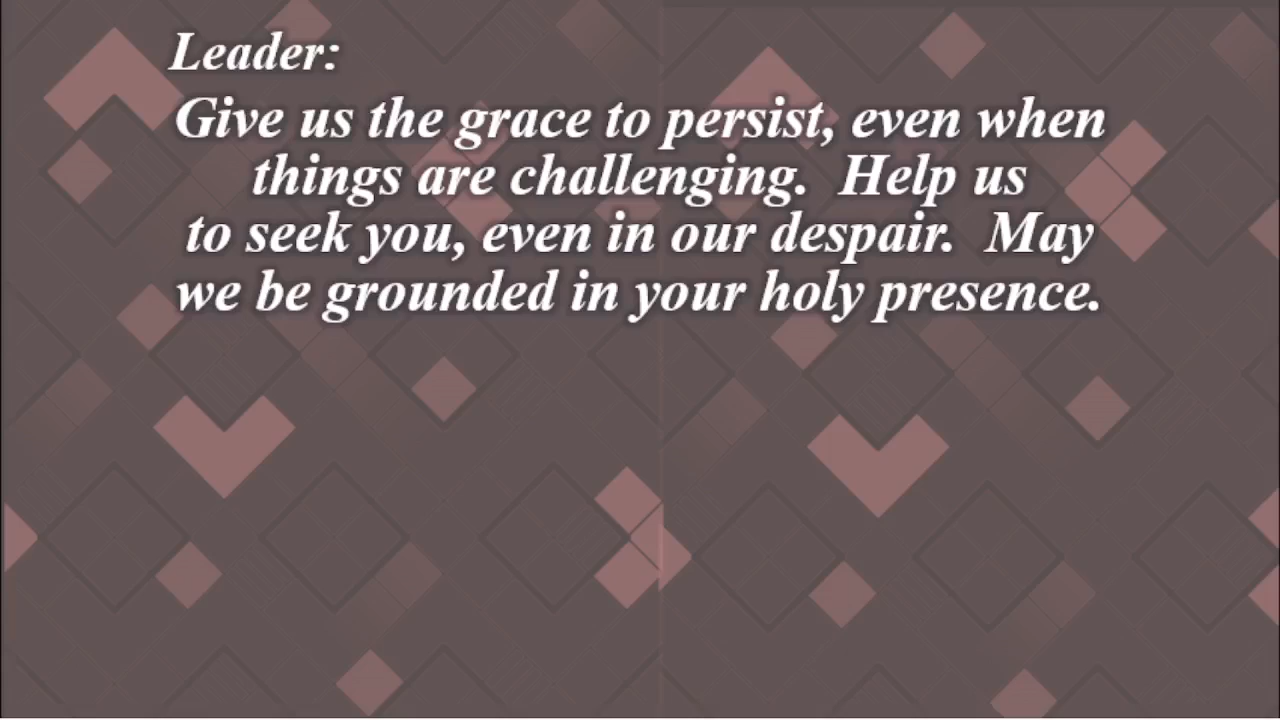 Leader:
Give us the grace to persist, even when
things are challenging.  Help us
to seek you, even in our despair.  May
we be grounded in your holy presence.